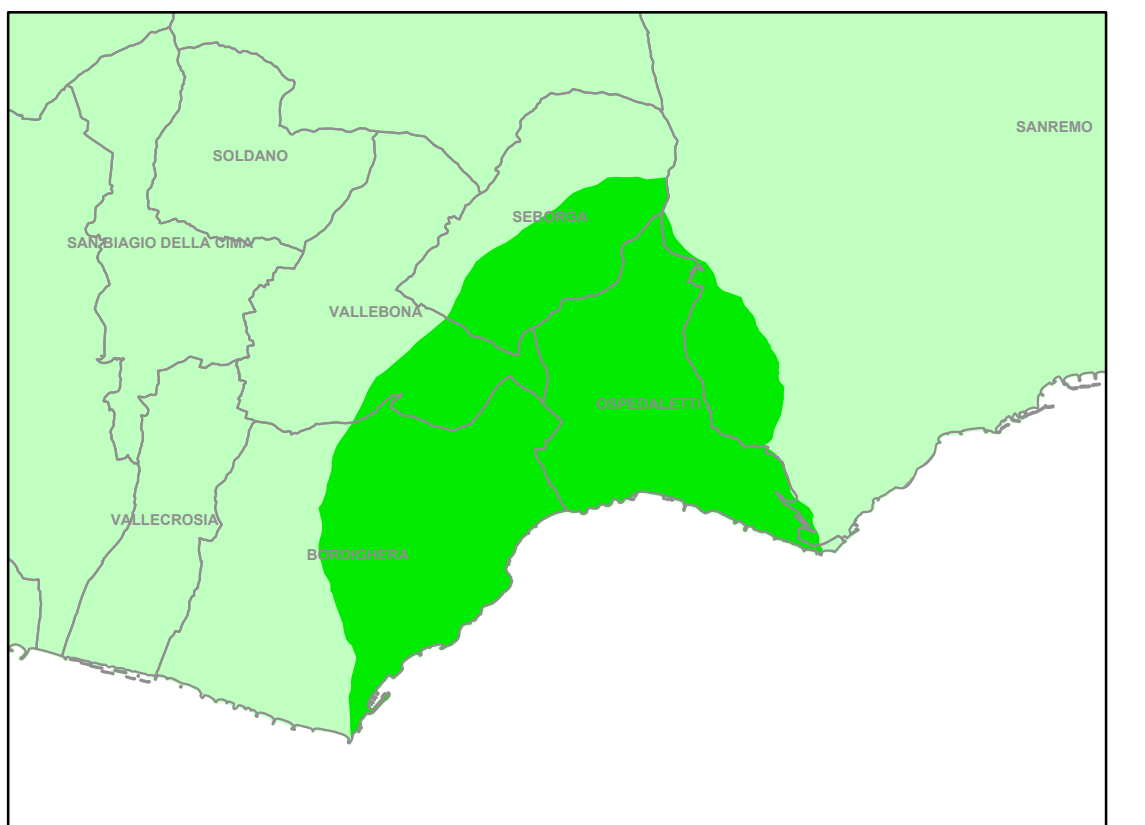 SANREMO
SOLDANO
SEBORGA
SAN BIAGIO DELLA CIMA
VALLEBONA
OSPEDALETTI
VALLECROSIA
BORDIGHERA